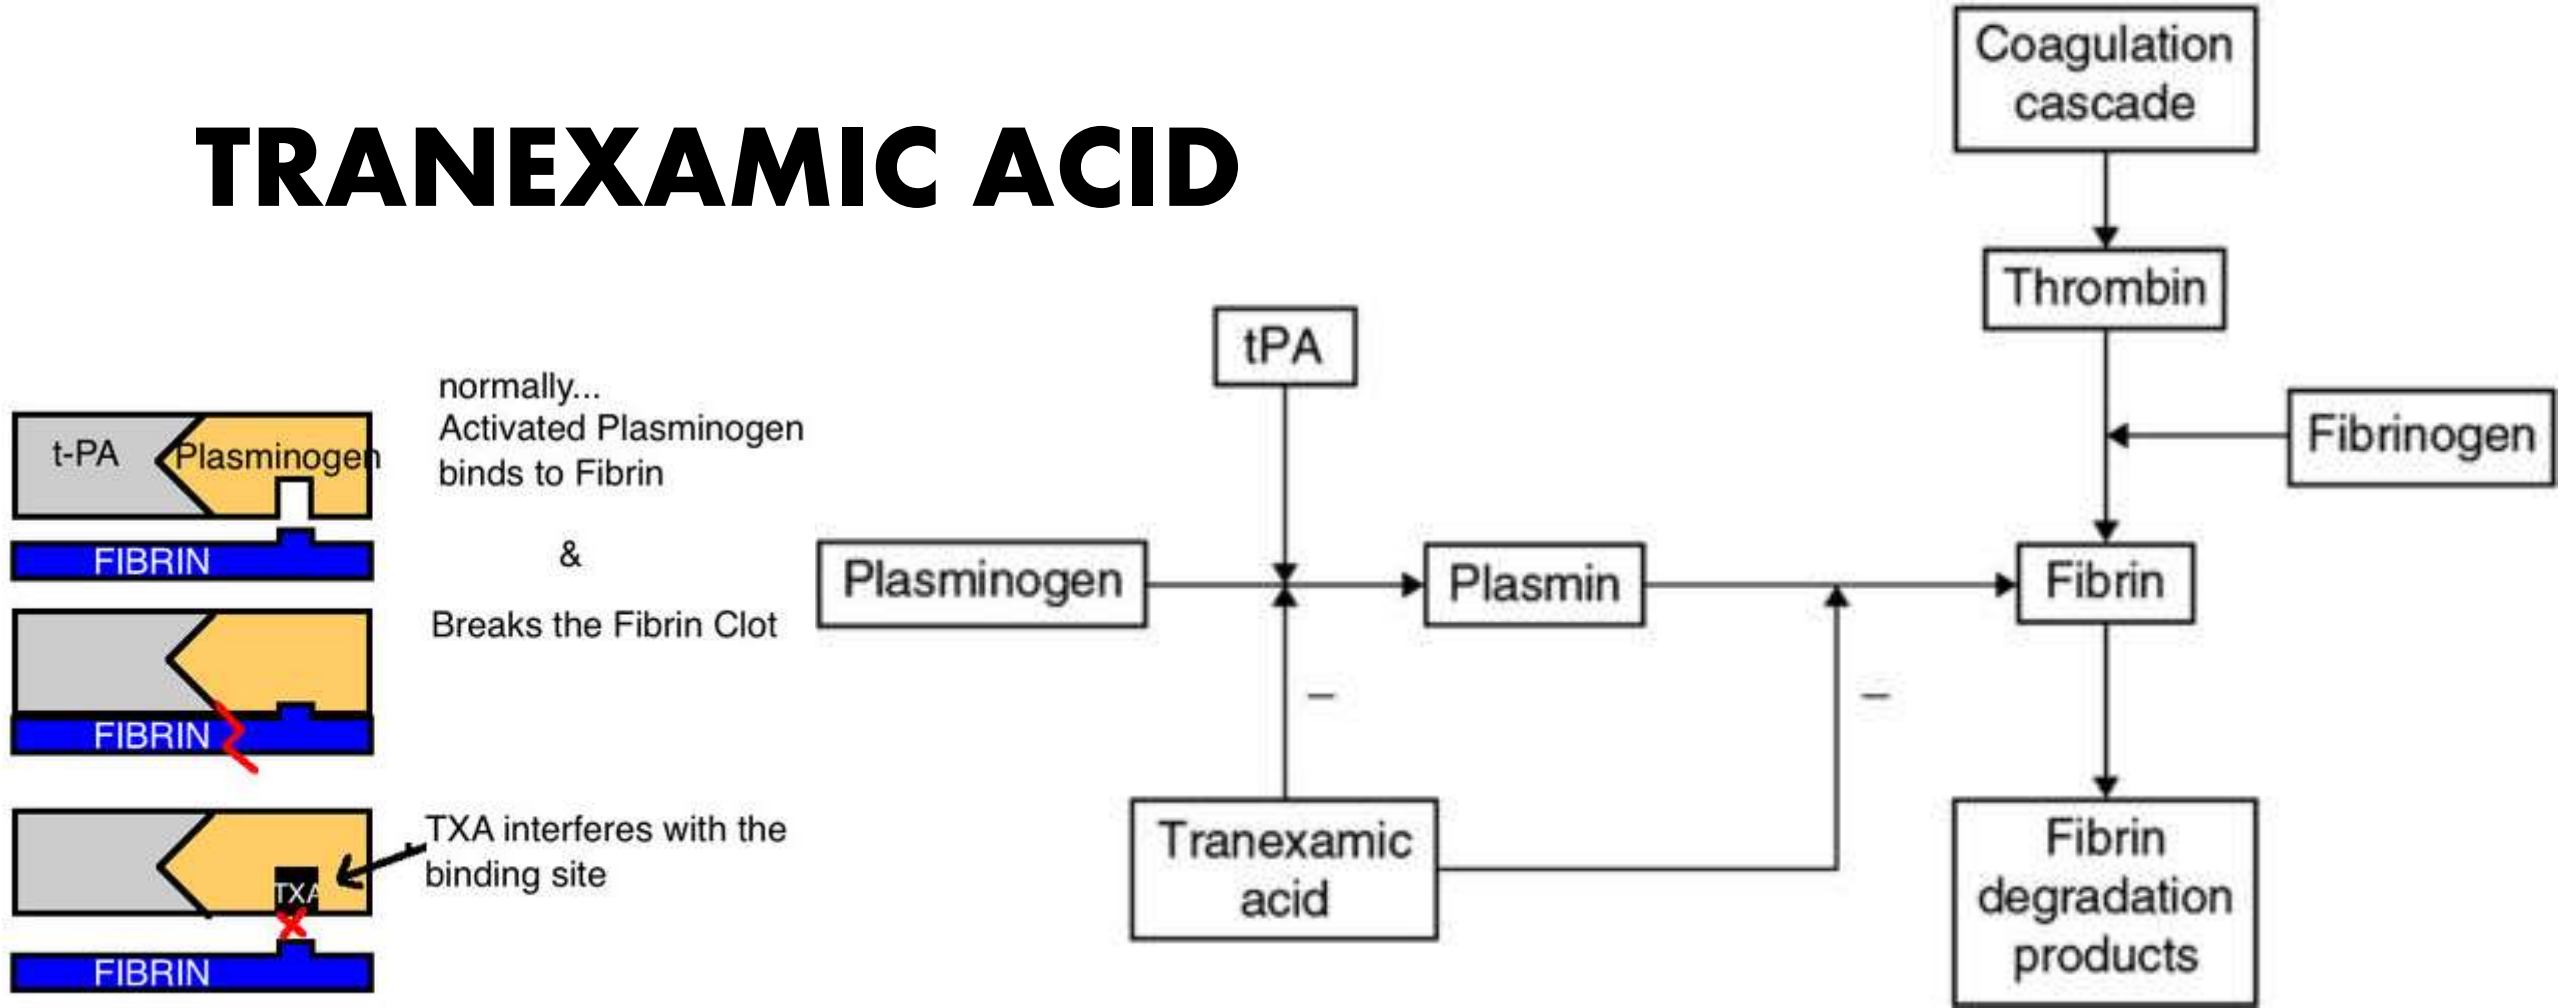 TRANEXAMIC ACID
normally...
Activated Plasminogen
binds to Fibrin
&
Breaks the Fibrin Clot
t-PA
Plasminogen
FIBRIN
FIBRIN
TXA interferes with the
binding site
TXA
FIBRIN
Coagulation
cascade
Thrombin
tPA
Fibrinogen
Plasminogen
Plasmin
Fibrin
–
–
Tranexamic
acid
Fibrin
degradation
products